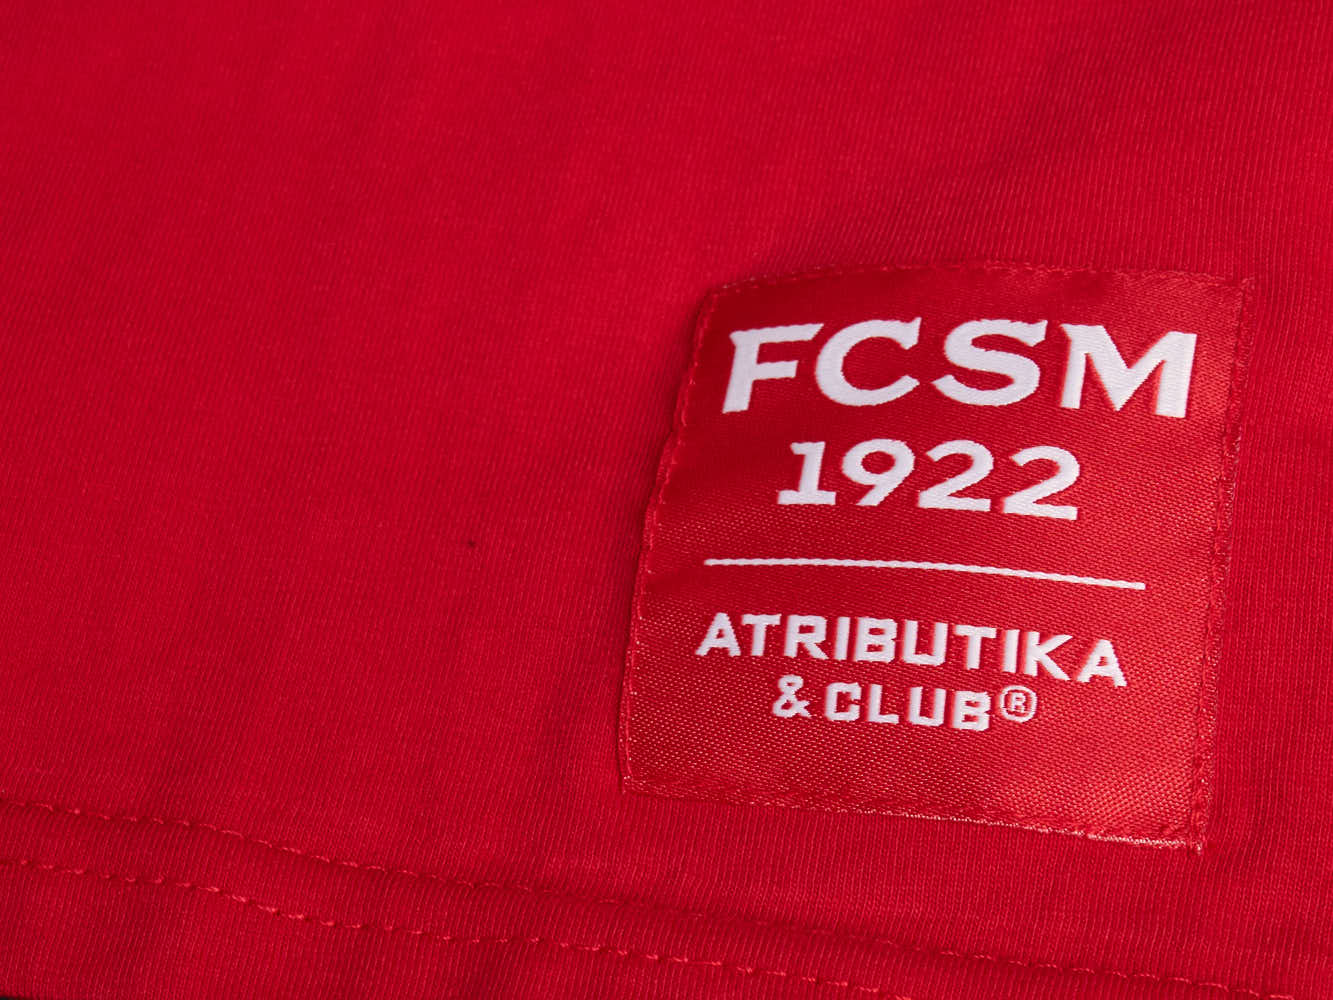 FCSM
1922
ATRIBUTIKA
& CLUB®